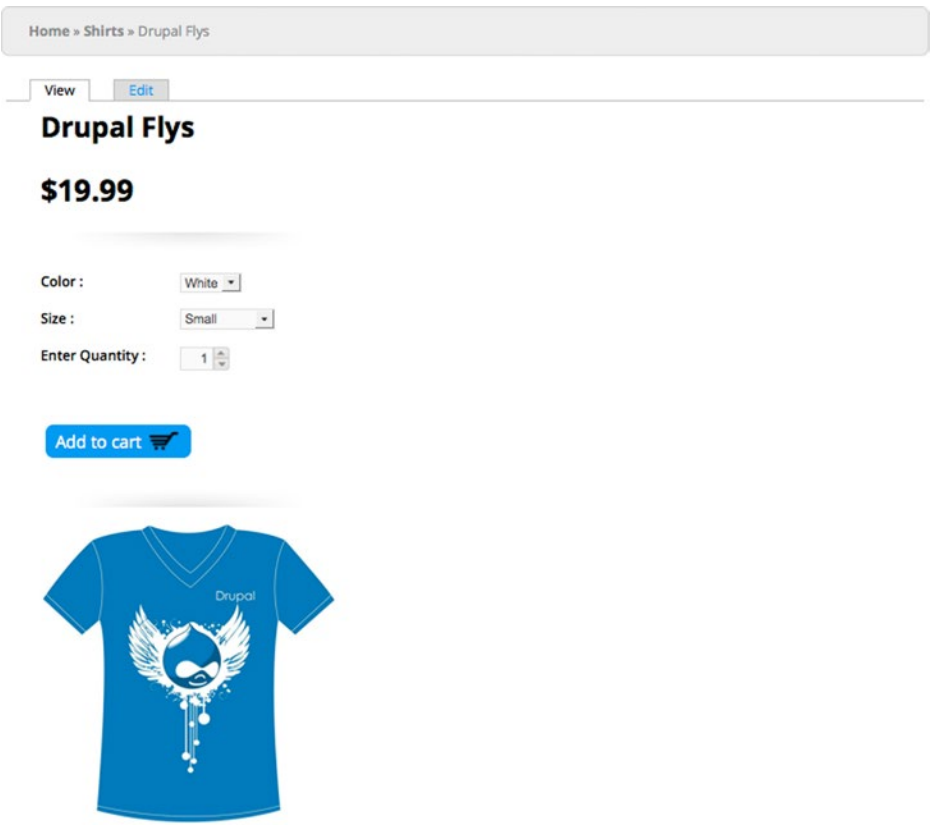 Home » Shirts » Drupal Flys
View Edit
Drupal Flys
$19.99
Color : White
Size : Small
Enter Quantity : 1
Add to cart
Drupal